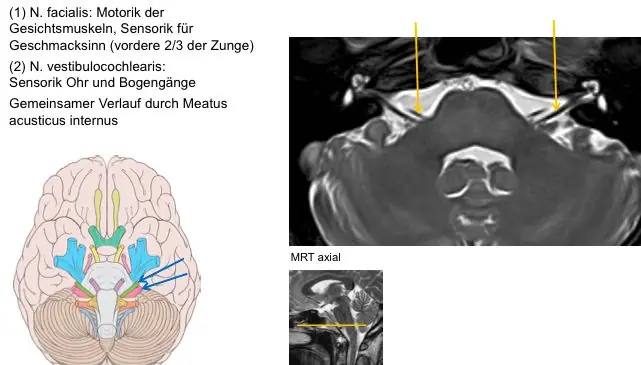 (1) N. facialis: Motorik der
Gesichtsmuskeln, Sensorik für
Geschmacksinn (vordere 2/3 der Zunge)
(2) N. vestibulocochlearis:
Sensorik Ohr und Bogengänge
Gemeinsamer Verlauf durch Meatus
acusticus internus
MRT axial